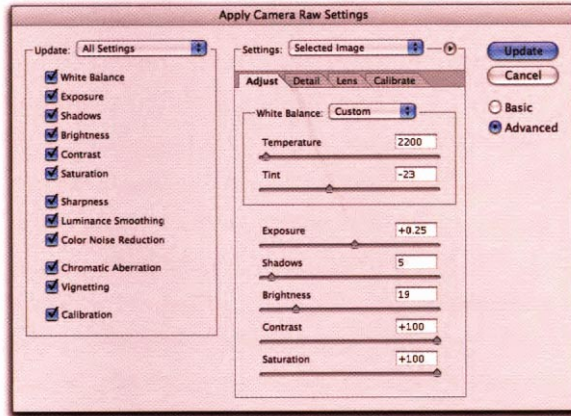 Apply Camera Raw Settings
Update: All Settings
White Balance
Exposure
Shadows
Brightness
Contrast
Saturation
Sharpness
Luminance Smoothing
Color Noise Reduction
Chromatic Aberration
Vignetting
Calibration
Settings: Selected Image
Adjust Detail Lens Calibrate
White Balance: Custom
Temperature 2200
Tint -23
Exposure +0.25
Shadows 5
Brightness 19
Contrast +100
Saturation +100
Update
Cancel
Basic
Advanced